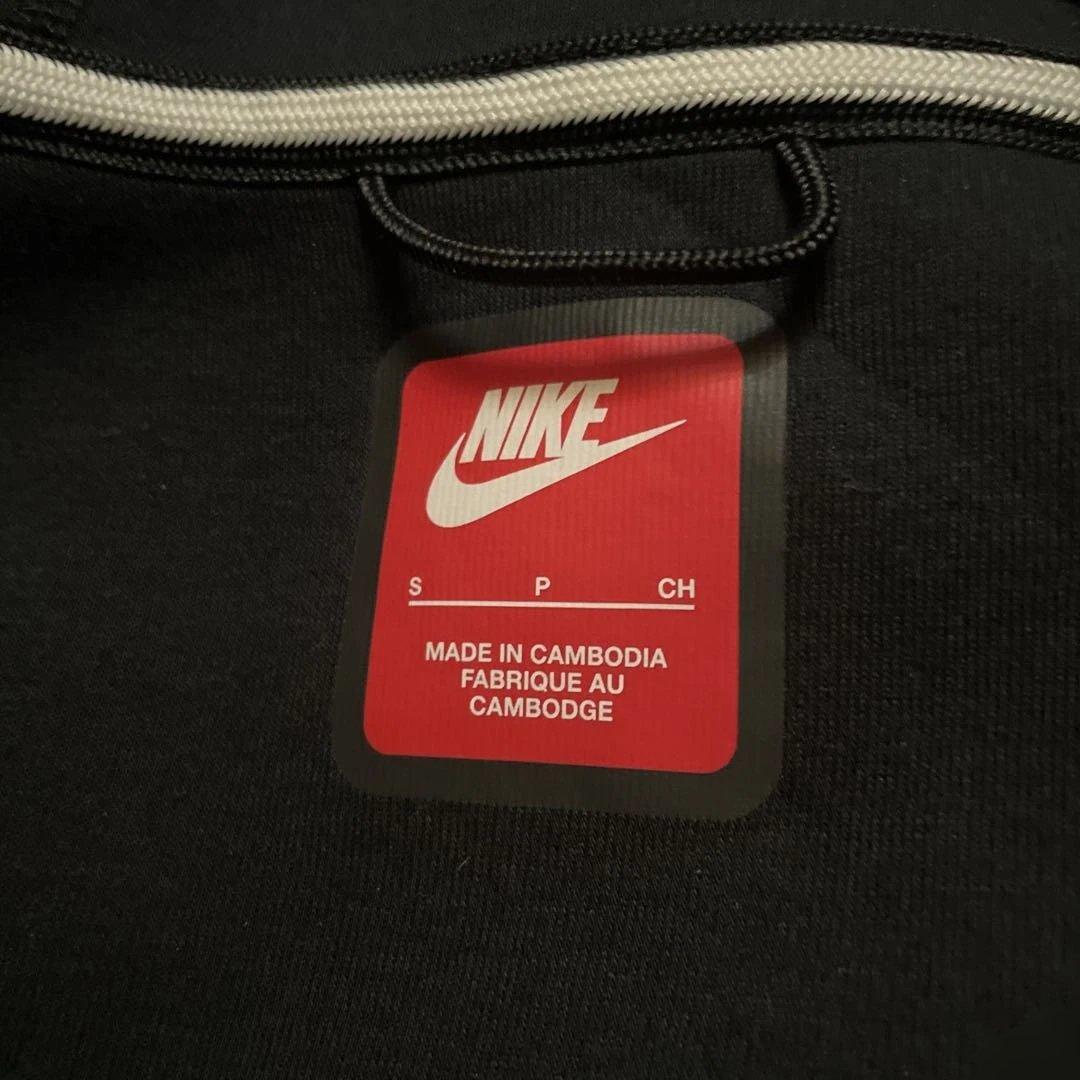 NIKE
S P CH
MADE IN CAMBODIA
FABRIQUE AU
CAMBODGE